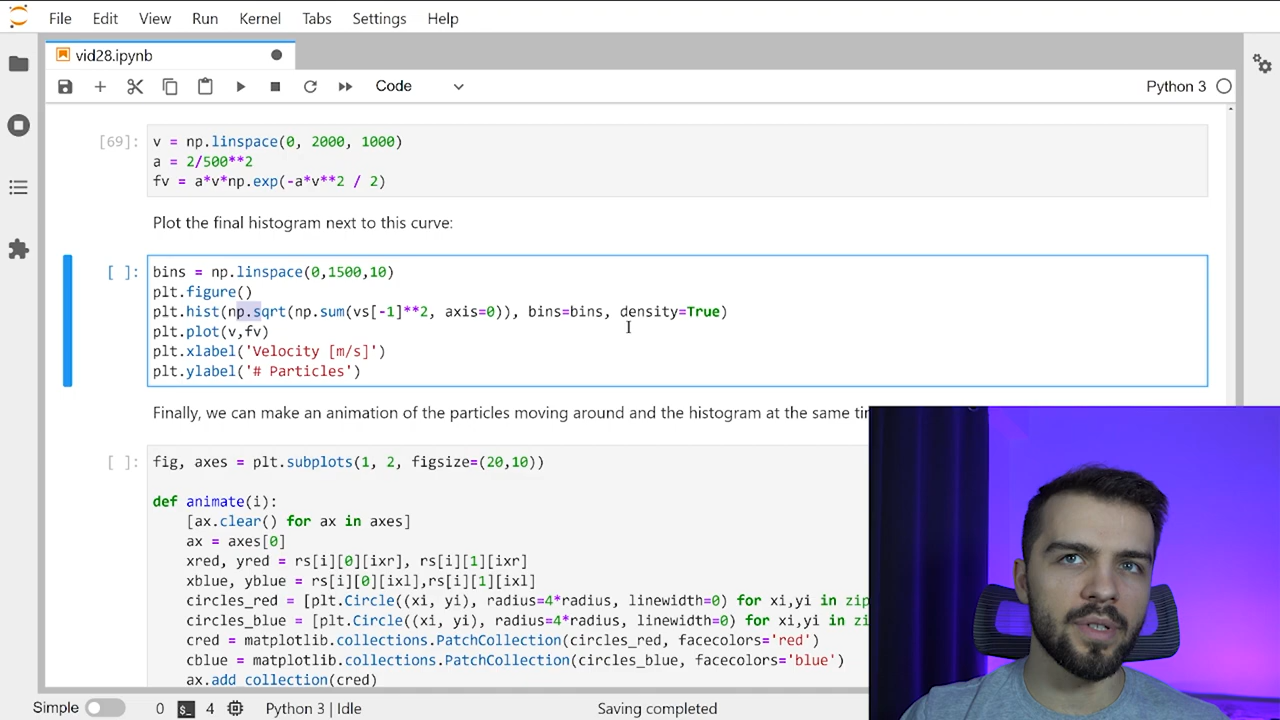 File Edit View Run Kernel Tabs Settings Help
vid28.ipynb
Code
Python 3
[69]:
v = np.linspace(0, 2000, 1000)
a = 2/500**2
fv = a*v*np.exp(-a*v**2 / 2)
Plot the final histogram next to this curve:
[ ]:
bins = np.linspace(0,1500,10)
plt.figure()
plt.hist(np.sqrt(np.sum(vs[-1]**2, axis=0)), bins=bins, density=True)
plt.plot(v,fv)
plt.xlabel('Velocity [m/s]')
plt.ylabel('# Particles')
Finally, we can make an animation of the particles moving around and the histogram at the same
[ ]:
fig, axes = plt.subplots(1, 2, figsize=(20,10))
def animate(i):
[ax.clear() for ax in axes]
ax = axes[0]
xred, yred = rs[i][0][ixr], rs[i][1][ixr]
xblue, yblue = rs[i][0][ixl],rs[i][1][ixl]
circles_red = [plt.Circle((xi, yi), radius=4*radius, linewidth=0) for xi,yi in
circles_blue = [plt.Circle((xi, yi), radius=4*radius, linewidth=0) for xi,yi in
cred = matplotlib.collections.PatchCollection(circles_red, facecolors='red')
cblue = matplotlib.collections.PatchCollection(circles_blue, facecolors='blue')
ax.add_collection(cred)
Simple 0 4 Python 3 | Idle Saving completed